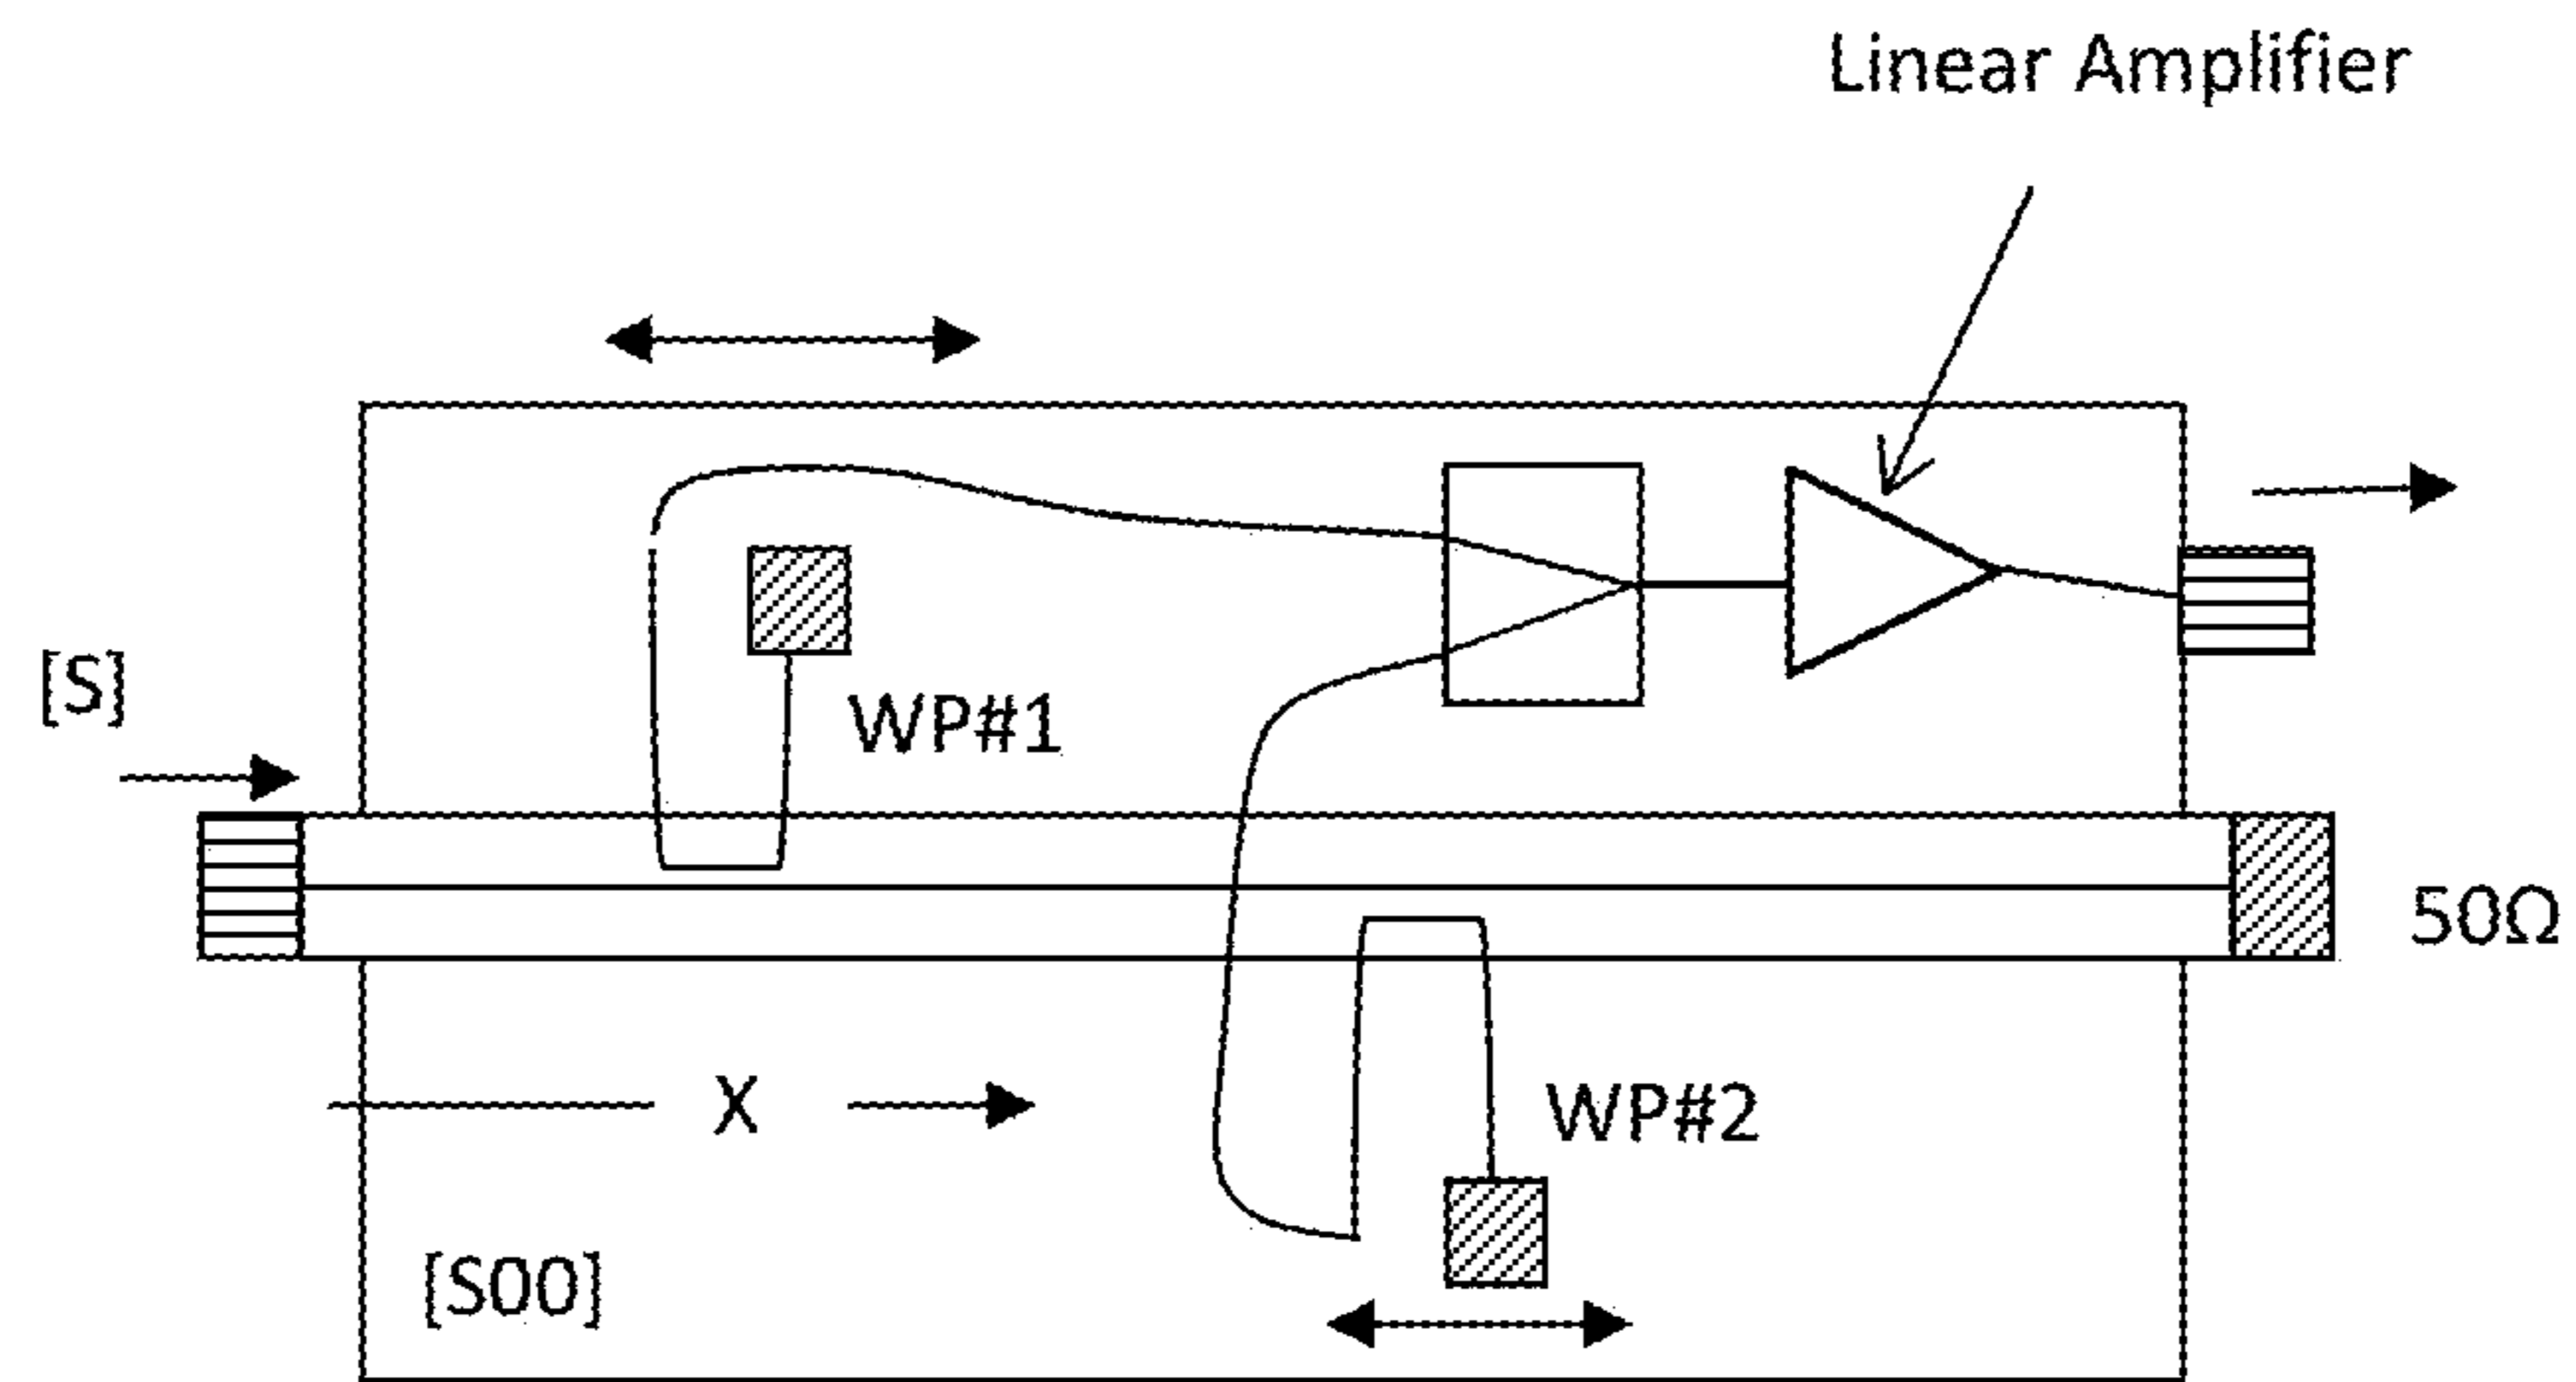 Linear Amplifier
[S]
WP#1
50Ω
X
WP#2
[S00]